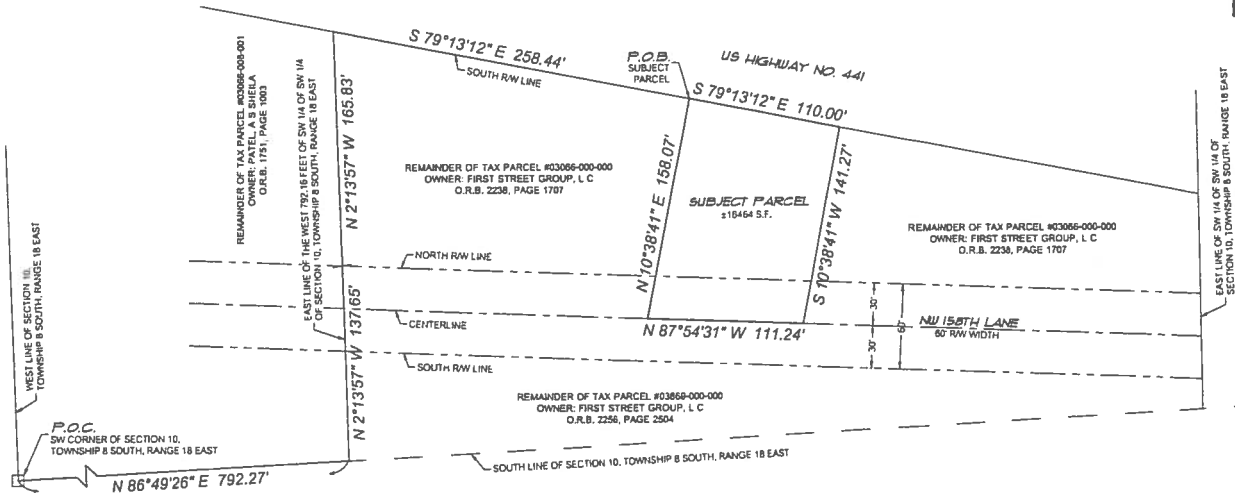 S 79°13'12" E 258.44'
SOUTH R/W LINE
P.O.B.
SUBJECT
PARCEL
US HIGHWAY NO. 441
S 79°13'12" E 110.00'
REMAINDER OF TAX PARCEL #03066-008-001
OWNER: PATEL, A S SHEILA
O.R.B. 1751, PAGE 1003
EAST LINE OF THE WEST 792.16 FEET OF SW 1/4 OF SW 1/4
OF SECTION 10, TOWNSHIP 8 SOUTH, RANGE 18 EAST
N 2°13'57" W 165.83'
REMAINDER OF TAX PARCEL #03066-000-000
OWNER: FIRST STREET GROUP, L C
O.R.B. 2238, PAGE 1707
N 10°38'41" E 158.07'
SUBJECT PARCEL
±16464 S.F.
S 10°38'41" W 141.27'
REMAINDER OF TAX PARCEL #03066-000-000
OWNER: FIRST STREET GROUP, L C
O.R.B. 2238, PAGE 1707
EAST LINE OF SW 1/4 OF SW 1/4 OF
SECTION 10, TOWNSHIP 8 SOUTH, RANGE 18 EAST
WEST LINE OF SECTION 10,
TOWNSHIP 8 SOUTH, RANGE 18 EAST
NORTH R/W LINE
CENTERLINE
SOUTH R/W LINE
N 2°13'57" W 137.65'
N 87°54'31" W 111.24'
30'
30'
60'
NW 158TH LANE
60' R/W WIDTH
REMAINDER OF TAX PARCEL #03869-000-000
OWNER: FIRST STREET GROUP, L C
O.R.B. 2256, PAGE 2504
P.O.C.
SW CORNER OF SECTION 10,
TOWNSHIP 8 SOUTH, RANGE 18 EAST
N 86°49'26" E 792.27'
SOUTH LINE OF SECTION 10, TOWNSHIP 8 SOUTH, RANGE 18 EAST